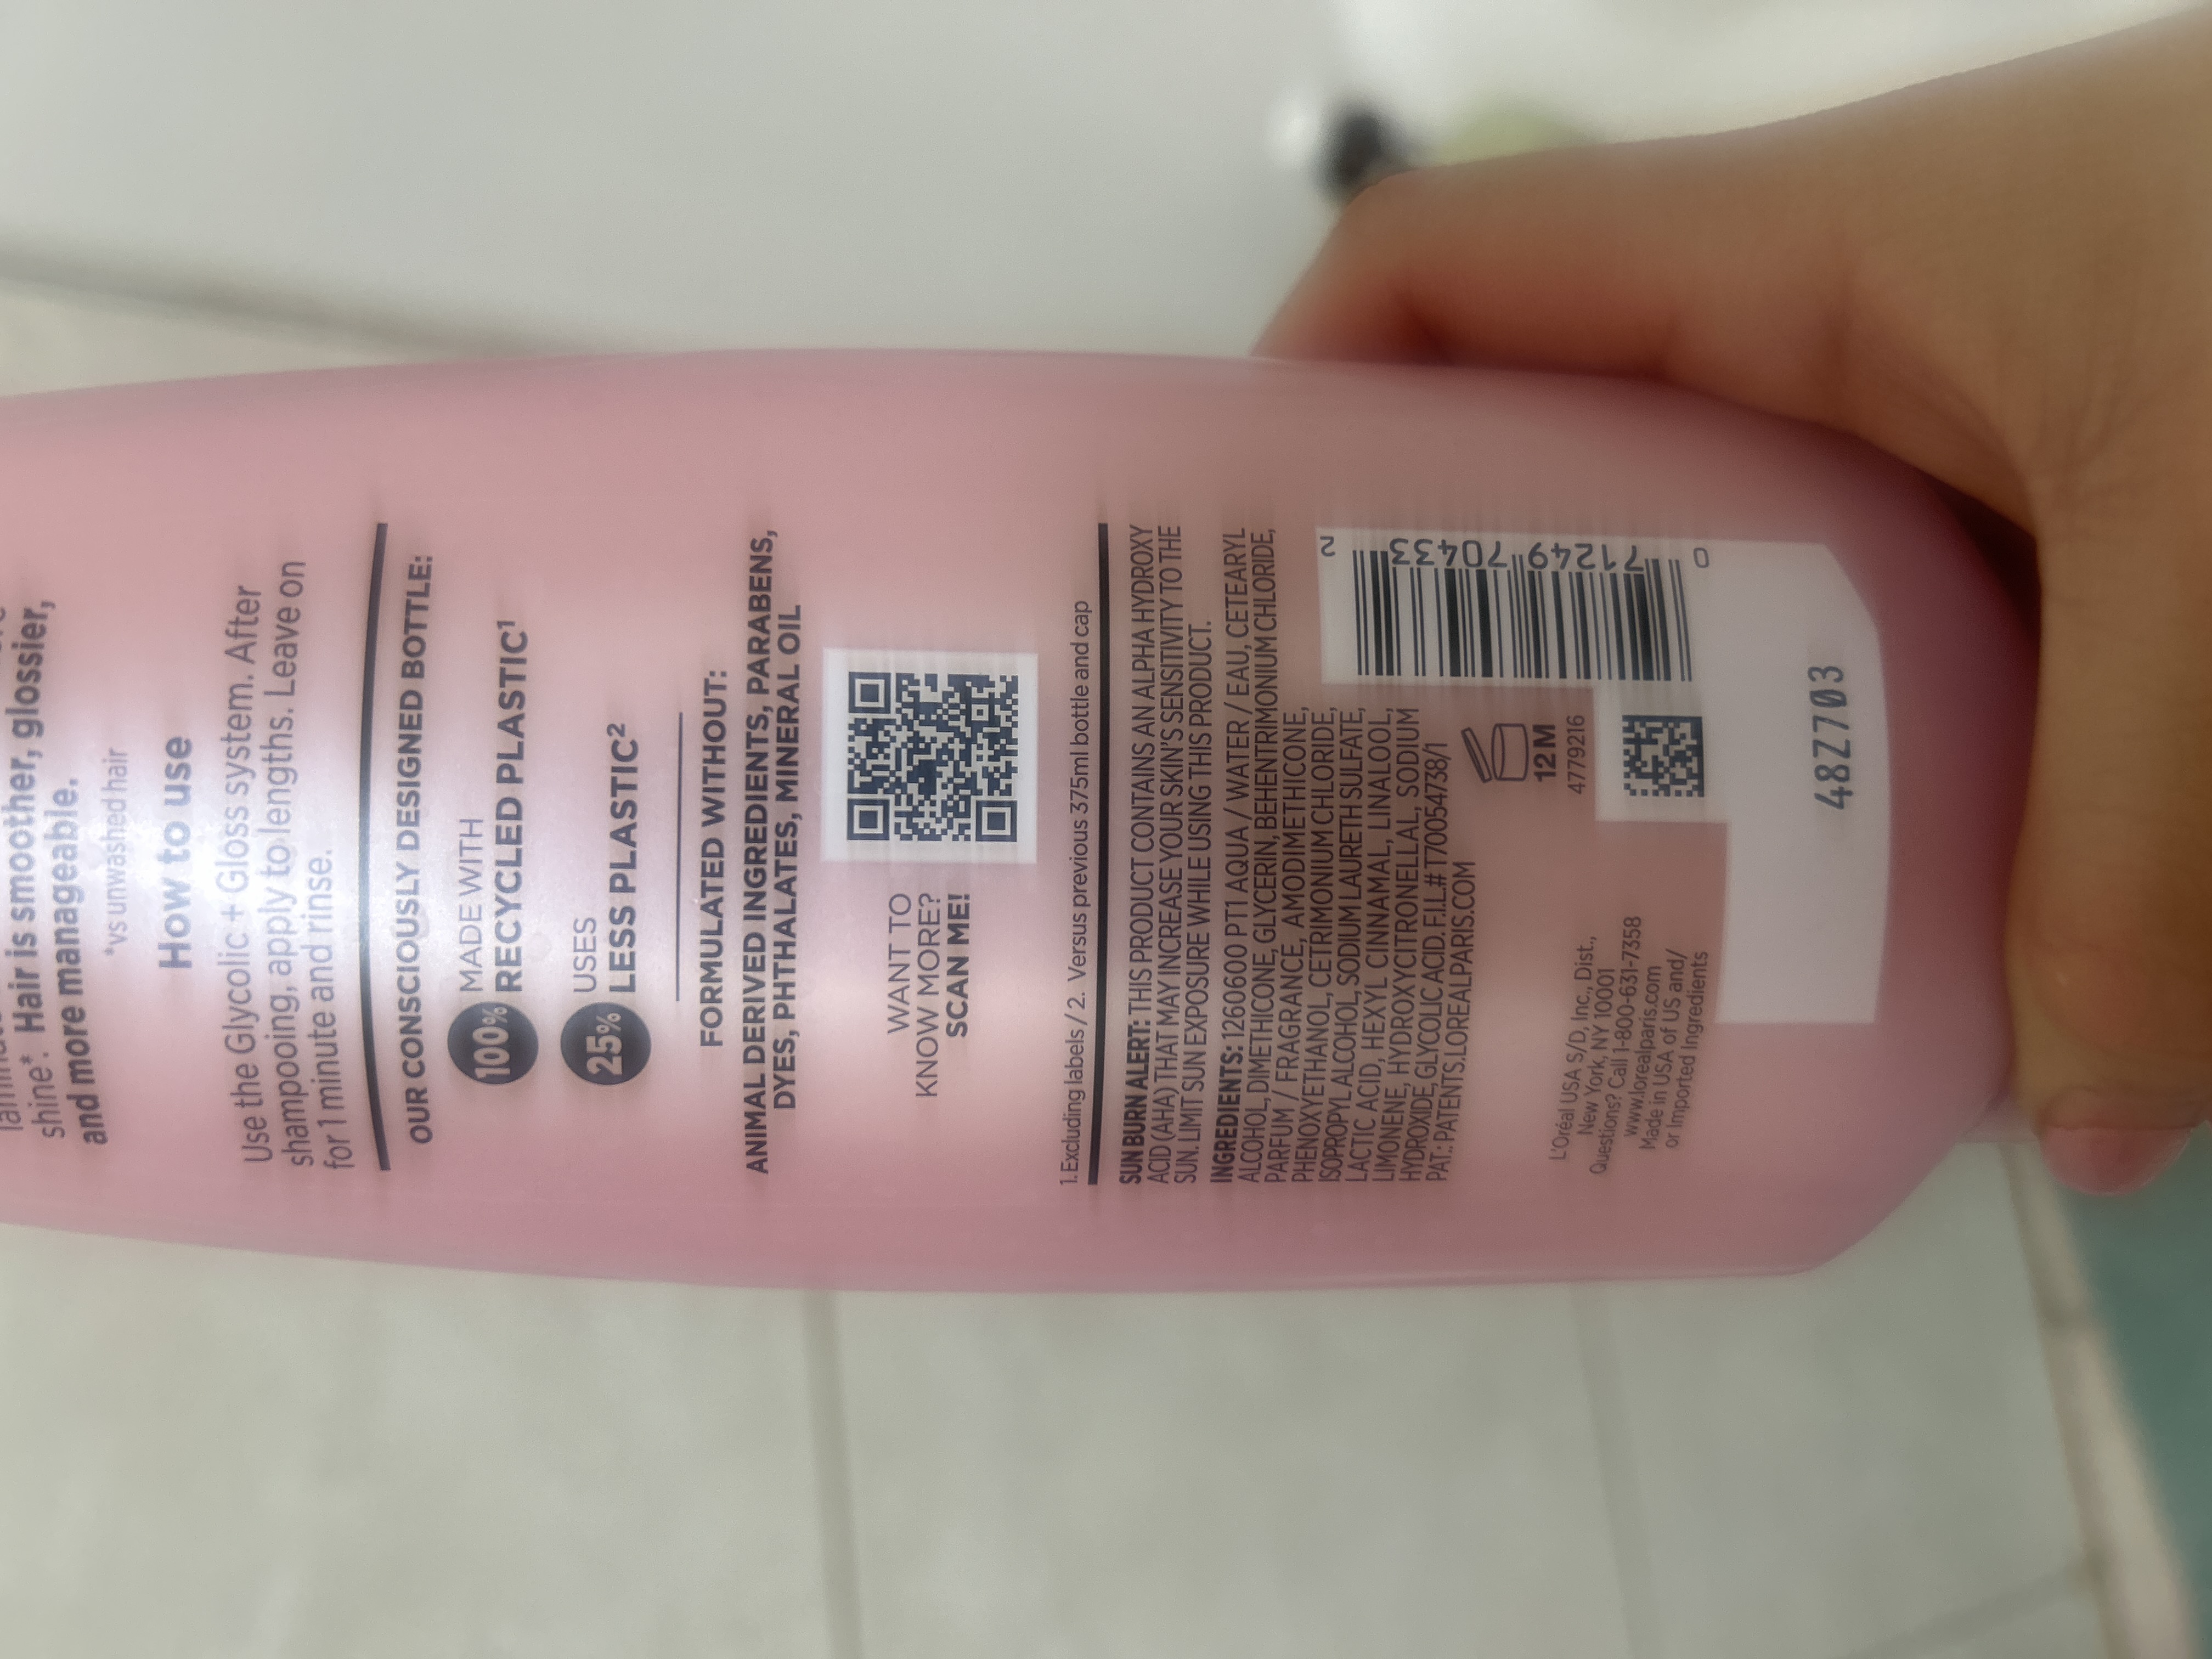 shine*. Hair is smoother, glossier,
and more manageable.
*vs unwashed hair
How to use
Use the Glycolic + Gloss system. After
shampooing, apply to lengths. Leave on
for 1 minute and rinse.
OUR CONSCIOUSLY DESIGNED BOTTLE:
100% MADE WITH
RECYCLED PLASTIC¹
25% USES
LESS PLASTIC²
FORMULATED WITHOUT:
ANIMAL DERIVED INGREDIENTS, PARABENS,
DYES, PHTHALATES, MINERAL OIL
WANT TO
KNOW MORE?
SCAN ME!
1. Excluding labels / 2. Versus previous 375ml bottle and cap
SUNBURN ALERT: THIS PRODUCT CONTAINS AN ALPHA HYDROXY
ACID (AHA) THAT MAY INCREASE YOUR SKIN'S SENSITIVITY TO THE
SUN. LIMIT SUN EXPOSURE WHILE USING THIS PRODUCT.
INGREDIENTS: 1260600 PT1 AQUA / WATER / EAU, CETEARYL
ALCOHOL, DIMETHICONE, GLYCERIN, BEHENTRIMONIUM CHLORIDE,
PARFUM / FRAGRANCE, AMODIMETHICONE,
PHENOXYETHANOL, CETRIMONIUM CHLORIDE,
ISOPROPYL ALCOHOL, SODIUM LAURETH SULFATE,
LACTIC ACID, HEXYL CINNAMAL, LINALOOL,
LIMONENE, HYDROXYCITRONELLAL, SODIUM
HYDROXIDE, GLYCOLIC ACID. F.I.L.# T70054738/1
PAT.: PATENTS.LOREALPARIS.COM
0 71249 70433 2
12M
4779216
L'Oréal USA S/D, Inc., Dist.,
New York, NY 10001
Questions? Call 1-800-631-7358
www.lorealparis.com
Made in USA of US and/
or Imported Ingredients
48Z703